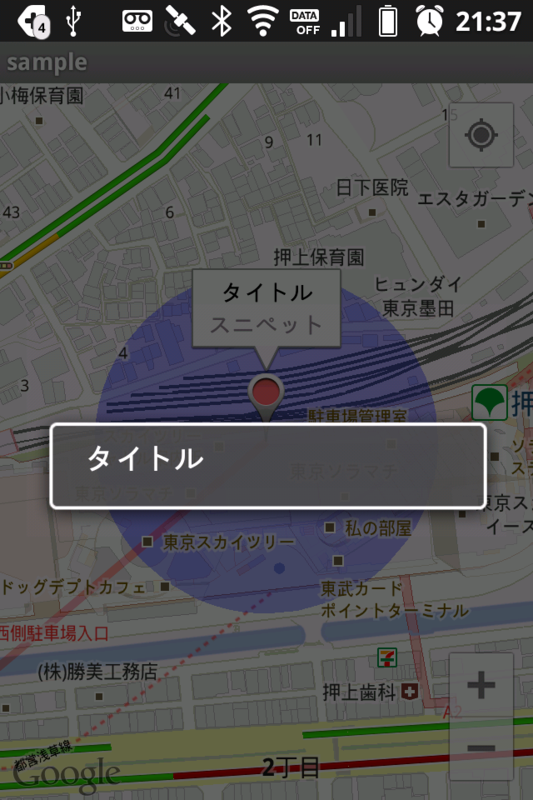 4
DATA
OFF
21:37
sample
小梅保育園
41
9
11
日下医院
エスタガーデン
43
6
押上保育園
ヒュンダイ
東京墨田
タイトル
スニペット
4
3
駐車場管理室
押
タイトル
東京ソラマチ
東京ソラマチ
私の部屋
東京スカイツリー
ドッグデプトカフェ
東武カード
ポイントターミナル
西側駐車場入口
(株)勝美工務店
押上歯科
A2
都営浅草線
Google
2丁目